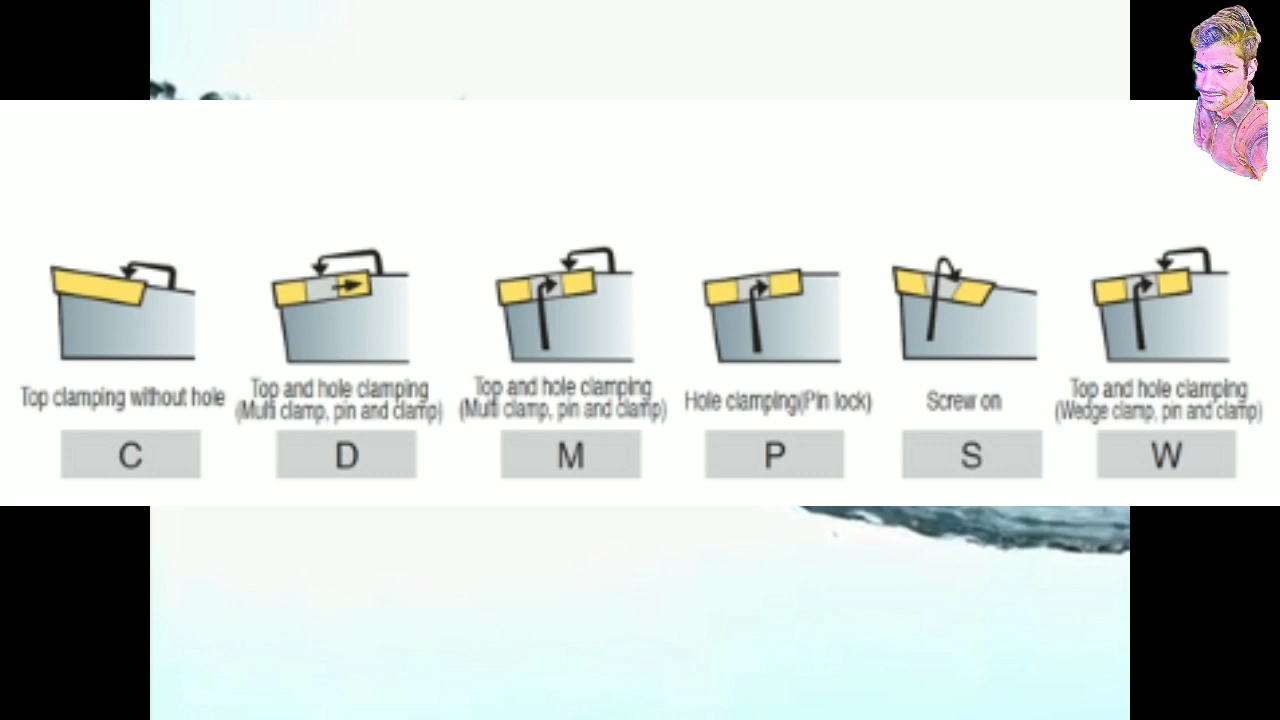 Top clamping without hole
Top and hole clamping
(Multi clamp, pin and clamp)
Top and hole clamping
(Multi clamp, pin and clamp)
Hole clamping(Pin lock)
Screw on
Top and hole clamping
(Wedge clamp, pin and clamp)
C
D
M
P
S
W